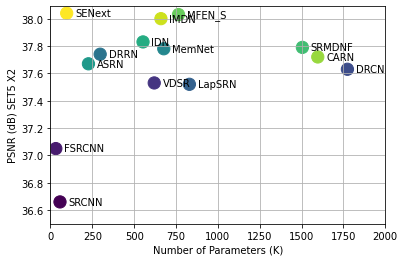 38.0
37.8
37.6
37.4
37.2
37.0
36.8
36.6
PSNR (dB) SET5 X2
SENext
MFEN_S
IMDN
IDN
MemNet
SRMDNF
DRRN
CARN
ASRN
DRCN
VDSR
LapSRN
FSRCNN
SRCNN
0 250 500 750 1000 1250 1500 1750 2000
Number of Parameters (K)